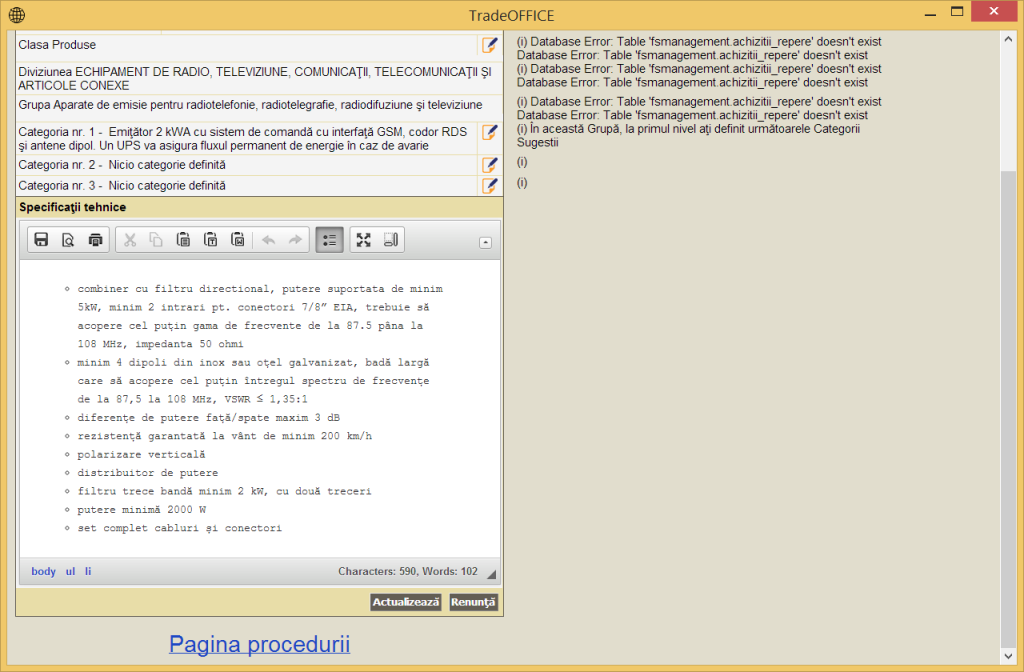 TradeOFFICE
Clasa Produse
Diviziunea ECHIPAMENT DE RADIO, TELEVIZIUNE, COMUNICAŢII, TELECOMUNICAŢII ŞI
ARTICOLE CONEXE
Grupa Aparate de emisie pentru radiotelefonie, radiotelegrafie, radiodifuziune şi televiziune
Categoria nr. 1 - Emiţător 2 kWA cu sistem de comandă cu interfaţă GSM, codor RDS
şi antene dipol. Un UPS va asigura fluxul permanent de energie în caz de avarie
Categoria nr. 2 - Nicio categorie definită
Categoria nr. 3 - Nicio categorie definită
Specificaţii tehnice
combiner cu filtru directional, putere suportata de minim
5kW, minim 2 intrari pt. conectori 7/8” EIA, trebuie să
acopere cel puţin gama de frecvente de la 87.5 pâna la
108 MHz, impedanta 50 ohmi
minim 4 dipoli din inox sau oţel galvanizat, badă largă
care să acopere cel puţin întregul spectru de frecvenţe
de la 87,5 la 108 MHz, VSWR ≤ 1,35:1
diferenţe de putere faţă/spate maxim 3 dB
rezistenţă garantată la vânt de minim 200 km/h
polarizare verticală
distribuitor de putere
filtru trece bandă minim 2 kW, cu două treceri
putere minimă 2000 W
set complet cabluri şi conectori
body ul li Characters: 590, Words: 102
Actualizează Renunţă
Pagina procedurii
(i) Database Error: Table 'fsmanagement.achizitii_repere' doesn't exist
Database Error: Table 'fsmanagement.achizitii_repere' doesn't exist
(i) Database Error: Table 'fsmanagement.achizitii_repere' doesn't exist
Database Error: Table 'fsmanagement.achizitii_repere' doesn't exist
(i) Database Error: Table 'fsmanagement.achizitii_repere' doesn't exist
Database Error: Table 'fsmanagement.achizitii_repere' doesn't exist
(i) În această Grupă, la primul nivel aţi definit următoarele Categorii
Sugestii
(i)
(i)